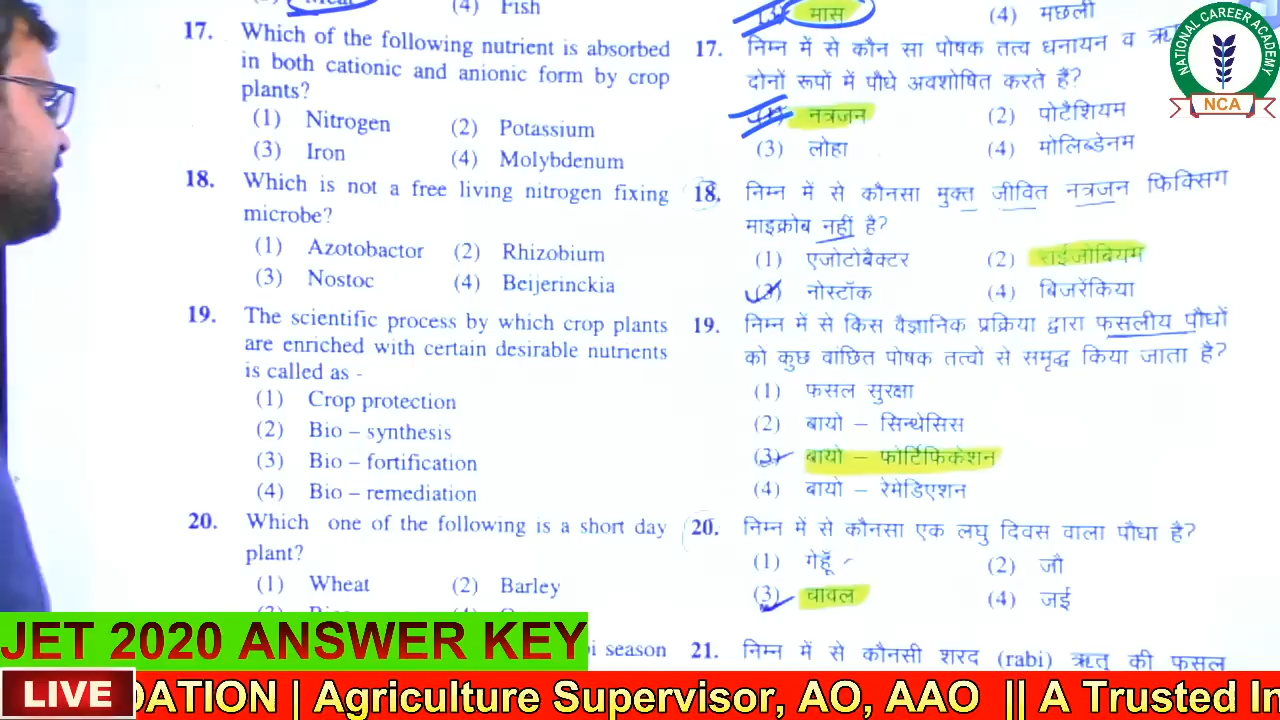 (4) Fish
17. Which of the following nutrient is absorbed
in both cationic and anionic form by crop
plants?
(1) Nitrogen (2) Potassium
(3) Iron (4) Molybdenum
18. Which is not a free living nitrogen fixing
microbe?
(1) Azotobactor (2) Rhizobium
(3) Nostoc (4) Beijerinckia
19. The scientific process by which crop plants
are enriched with certain desirable nutrients
is called as -
(1) Crop protection
(2) Bio – synthesis
(3) Bio – fortification
(4) Bio – remediation
20. Which one of the following is a short day
plant?
(1) Wheat (2) Barley
season
(3) मास (4) मछली
17. निम्न में से कौन सा पोषक तत्व धनायन व
दोनों रूपों में पौधे अवशोषित करते हैं?
नत्रजन (2) पोटैशियम
(3) लोहा (4) मोलिब्डेनम
18. निम्न में से कौनसा मुक्त जीवित नत्रजन फिक्सिग
माइक्रोब नहीं है?
(1) एजोटोबैक्टर (2) राईजोबियम
(3) नोस्टॉक (4) बिजरेंकिया
19. निम्न में से किस वैज्ञानिक प्रक्रिया द्वारा फसलीय पौधों
को कुछ वांछित पोषक तत्वों से समृद्ध किया जाता है?
(1) फसल सुरक्षा
(2) बायो – सिन्थेसिस
(3) बायो – फोर्टिफिकेशन
(4) बायो – रेमेडिएशन
20. निम्न में से कौनसा एक लघु दिवस वाला पौधा है?
(1) गेहूँ (2) जौ
(3) चावल (4) जई
21. निम्न में से कौनसी शरद (rabi) ऋतु की फसल
NATIONAL CAREER ACADEMY
NCA
JET 2020 ANSWER KEY
LIVE
DATION | Agriculture Supervisor, AO, AAO || A Trusted In